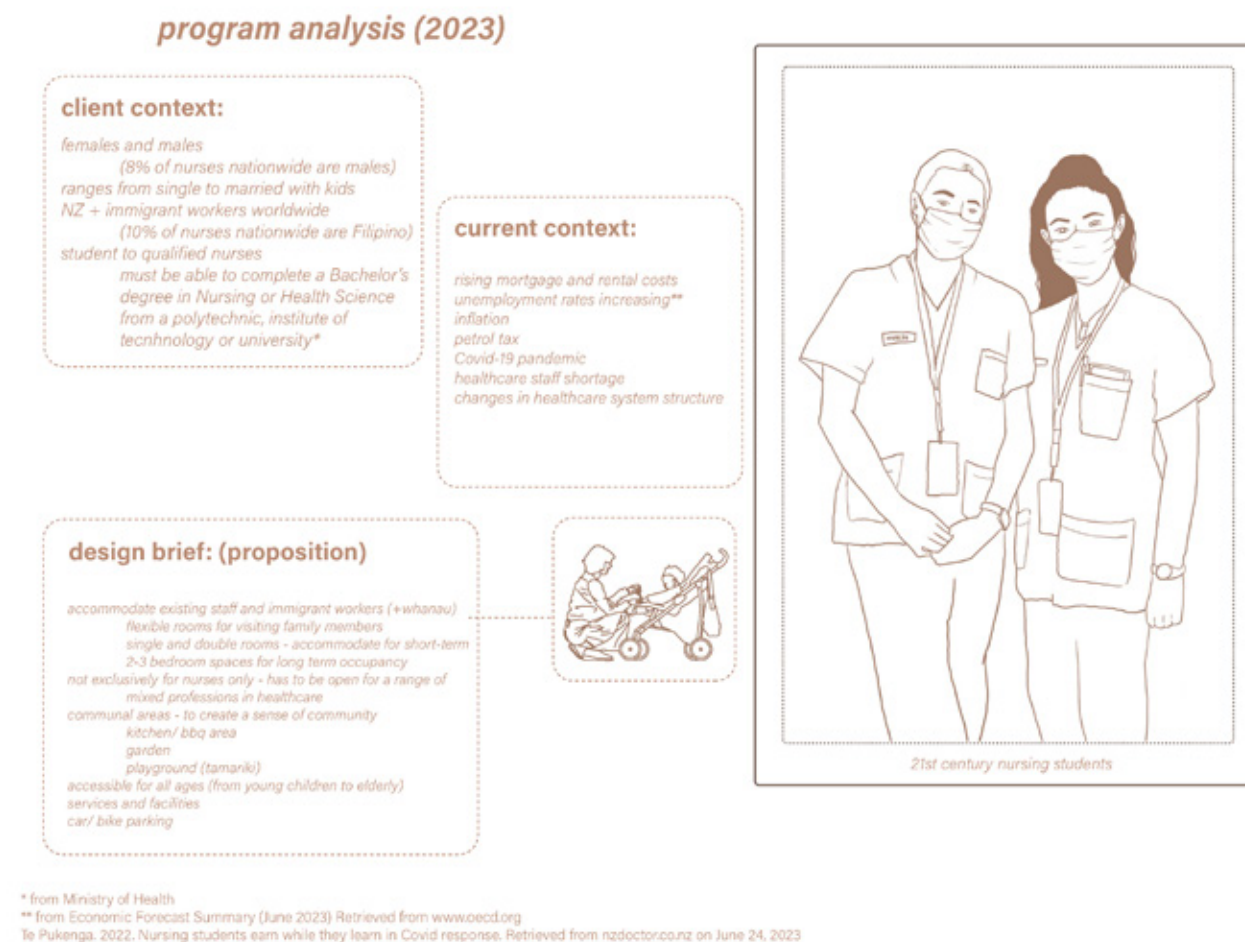 program analysis (2023)
client context:
females and males
(8% of nurses nationwide are males)
ranges from single to married with kids
NZ + immigrant workers worldwide
(10% of nurses nationwide are Filipino)
student to qualified nurses
must be able to complete a Bachelor's
degree in Nursing or Health Science
from a polytechnic, institute of
tecnhnology or university*
current context:
rising mortgage and rental costs
unemployment rates increasing**
inflation
petrol tax
Covid-19 pandemic
healthcare staff shortage
changes in healthcare system structure
design brief: (proposition)
accommodate existing staff and immigrant workers (+whanau)
flexible rooms for visiting family members
single and double rooms - accommodate for short-term
2-3 bedroom spaces for long term occupancy
not exclusively for nurses only - has to be open for a range of
mixed professions in healthcare
communal areas - to create a sense of community
kitchen/ bbq area
garden
playground (tamariki)
accessible for all ages (from young children to elderly)
services and facilities
car/ bike parking
21st century nursing students
* from Ministry of Health
** from Economic Forecast Summary (June 2023) Retrieved from www.oecd.org
Te Pukenga. 2022. Nursing students earn while they learn in Covid response. Retrieved from nzdoctor.co.nz on June 24, 2023